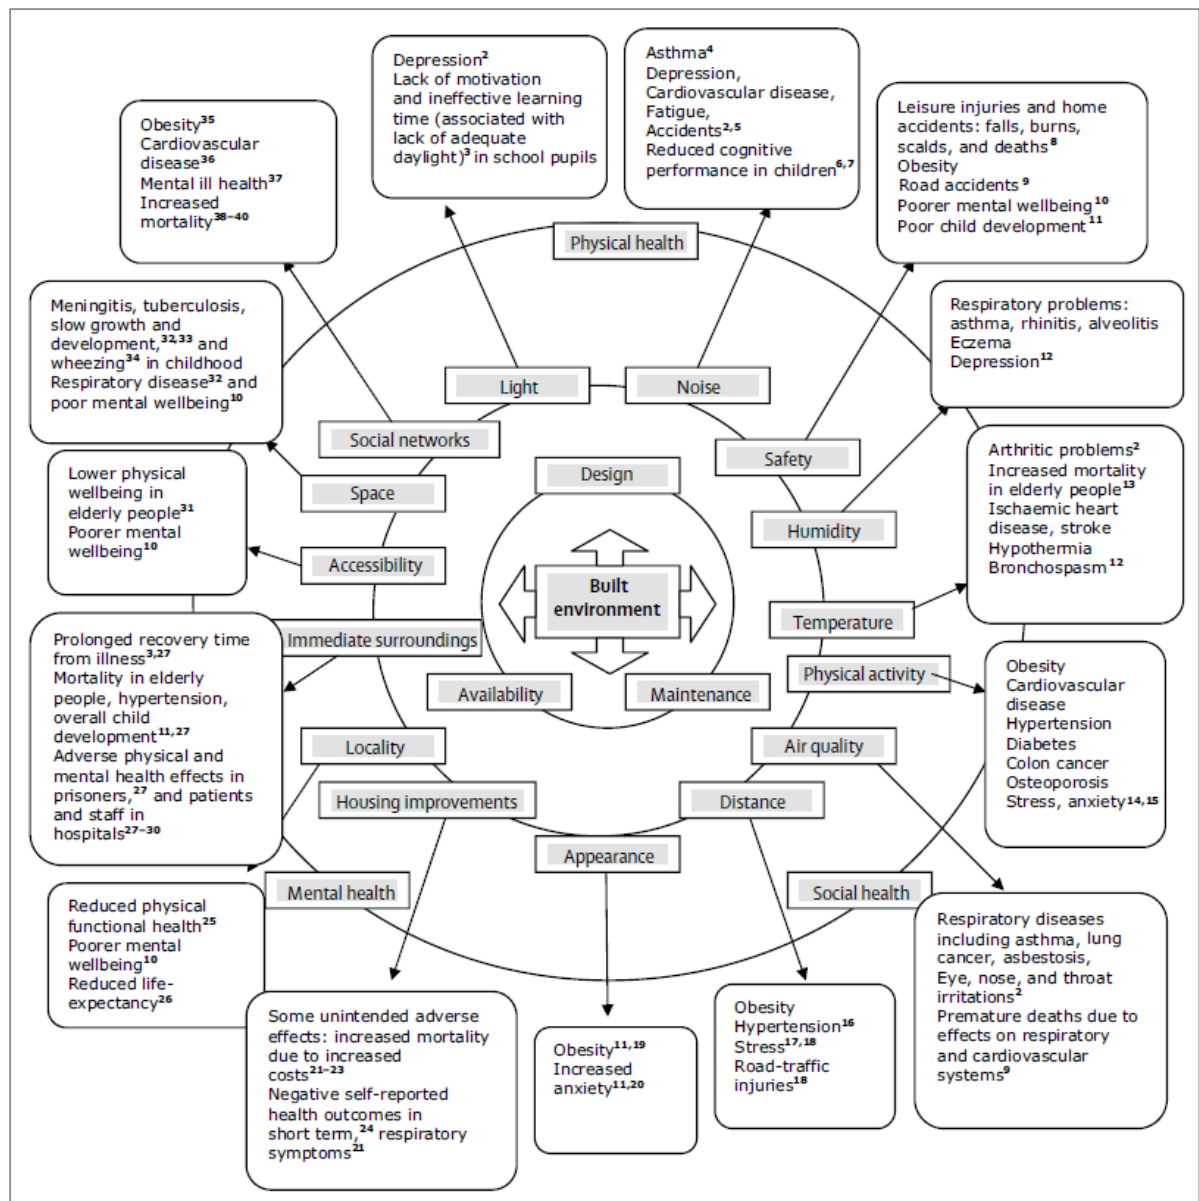 Depression2
Lack of motivation
and ineffective learning
time (associated with
lack of adequate
daylight)3 in school pupils
Asthma4
Depression,
Cardiovascular disease,
Fatigue,
Accidents2,5
Reduced cognitive
performance in children6,7
Leisure injuries and home
accidents: falls, burns,
scalds, and deaths8
Obesity
Road accidents9
Poorer mental wellbeing10
Poor child development11
Obesity35
Cardiovascular
disease36
Mental ill health37
Increased
mortality38–40
Physical health
Meningitis, tuberculosis,
slow growth and
development,32,33 and
wheezing34 in childhood
Respiratory disease32 and
poor mental wellbeing10
Respiratory problems:
asthma, rhinitis, alveolitis
Eczema
Depression12
Light
Noise
Social networks
Safety
Space
Design
Humidity
Lower physical
wellbeing in
elderly people31
Poorer mental
wellbeing10
Accessibility
Arthritic problems2
Increased mortality
in elderly people13
Ischaemic heart
disease, stroke
Hypothermia
Bronchospasm12
Built
environment
Temperature
Immediate surroundings
Prolonged recovery time
from illness3,27
Mortality in elderly
people, hypertension,
overall child
development11,27
Adverse physical and
mental health effects in
prisoners,27 and patients
and staff in
hospitals27–30
Availability
Maintenance
Physical activity
Obesity
Cardiovascular
disease
Hypertension
Diabetes
Colon cancer
Osteoporosis
Stress, anxiety14,15
Locality
Air quality
Housing improvements
Distance
Appearance
Mental health
Social health
Reduced physical
functional health25
Poorer mental
wellbeing10
Reduced life-
expectancy26
Some unintended adverse
effects: increased mortality
due to increased
costs21–23
Negative self-reported
health outcomes in
short term,24 respiratory
symptoms21
Obesity11,19
Increased
anxiety11,20
Obesity
Hypertension16
Stress17,18
Road-traffic
injuries18
Respiratory diseases
including asthma, lung
cancer, asbestosis,
Eye, nose, and throat
irritations2
Premature deaths due to
effects on respiratory
and cardiovascular
systems9